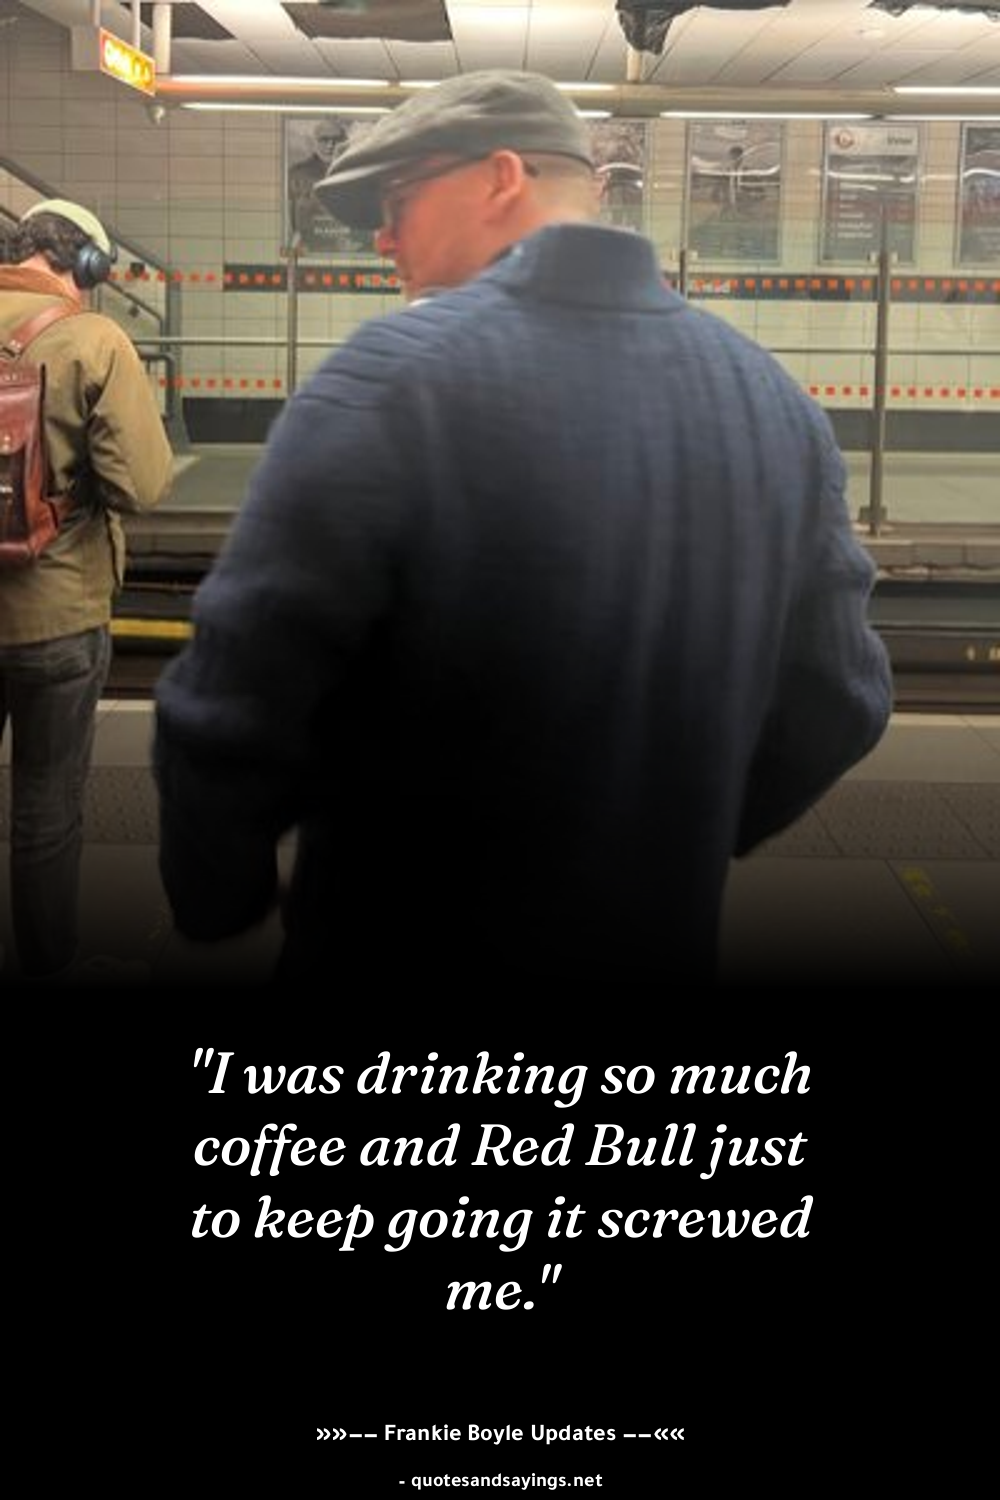 "I was drinking so much
coffee and Red Bull just
to keep going it screwed
me."
»»–– Frankie Boyle Updates ––««
- quotesandsayings.net